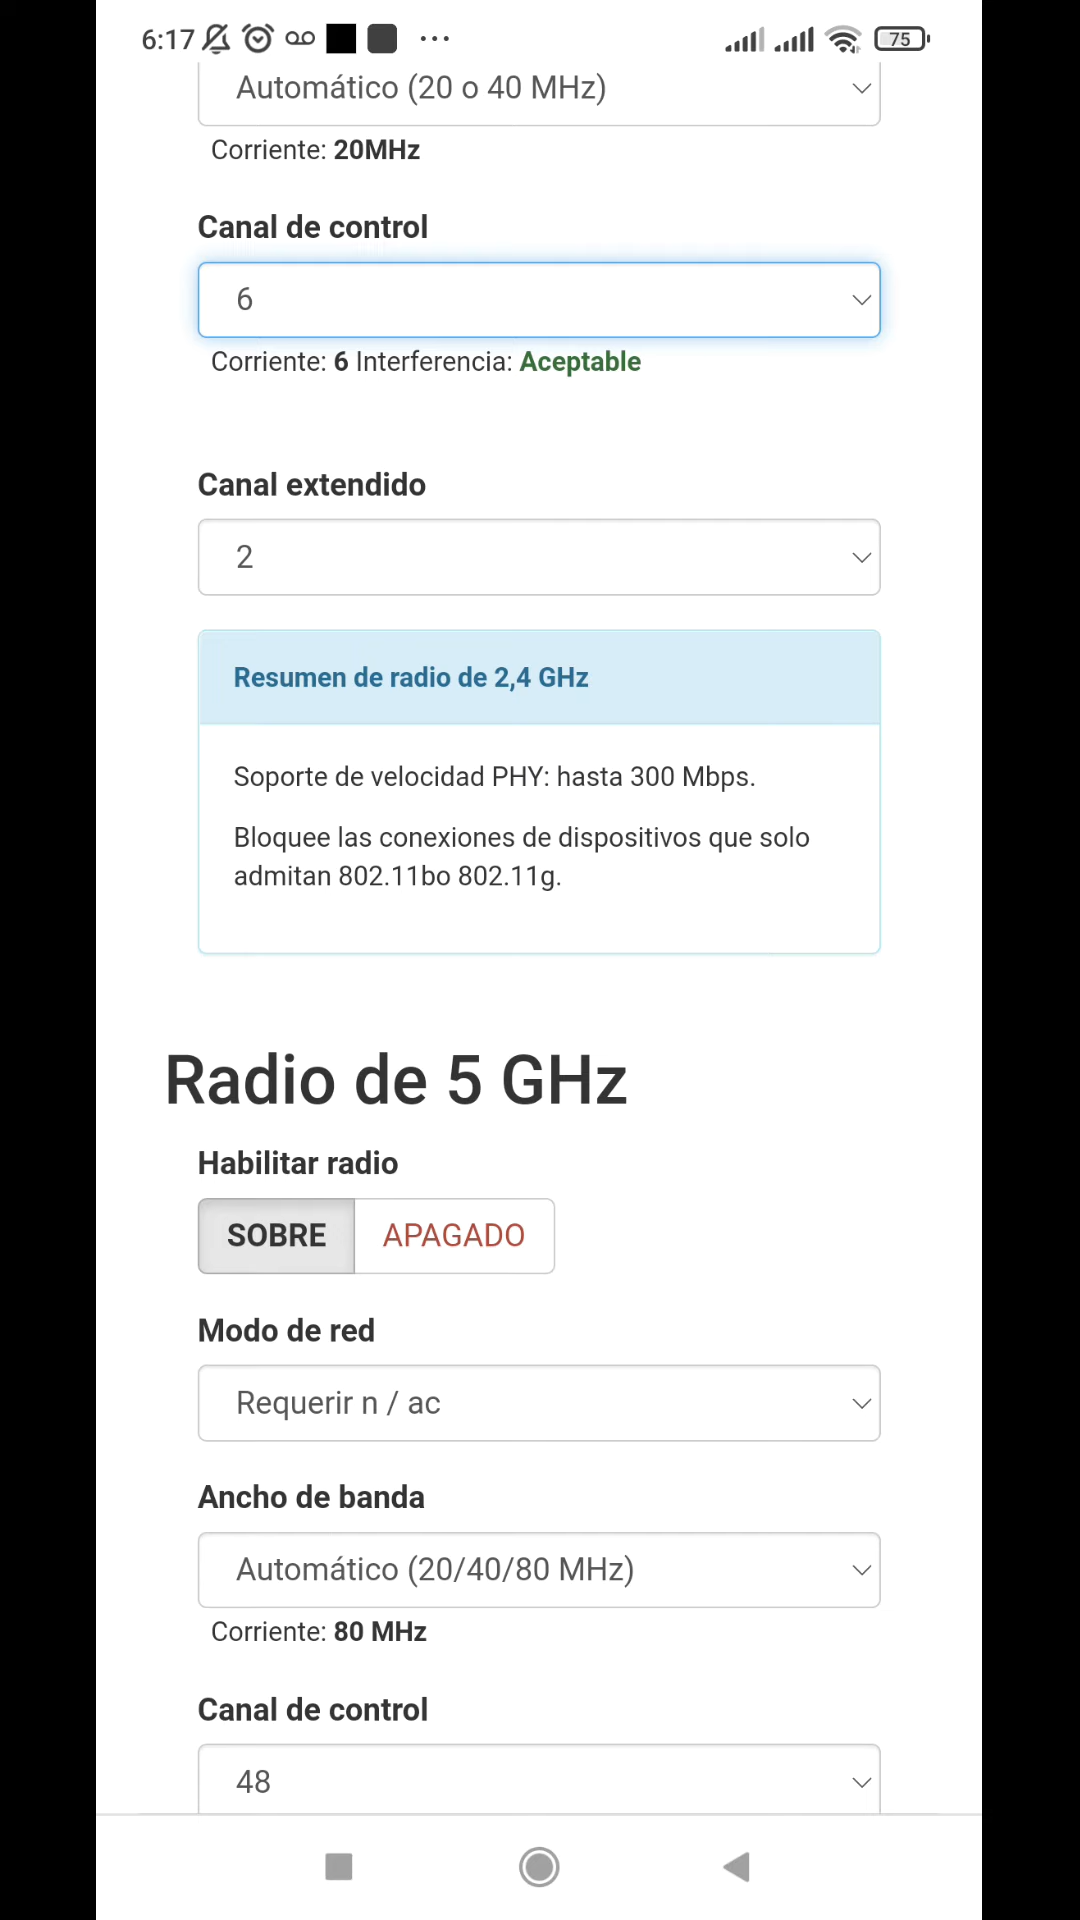 6:17
75
Automático (20 o 40 MHz)
Corriente: 20MHz
Canal de control
6
Corriente: 6 Interferencia: Aceptable
Canal extendido
2
Resumen de radio de 2,4 GHz
Soporte de velocidad PHY: hasta 300 Mbps.
Bloquee las conexiones de dispositivos que solo
admitan 802.11bo 802.11g.
Radio de 5 GHz
Habilitar radio
SOBRE APAGADO
Modo de red
Requerir n / ac
Ancho de banda
Automático (20/40/80 MHz)
Corriente: 80 MHz
Canal de control
48